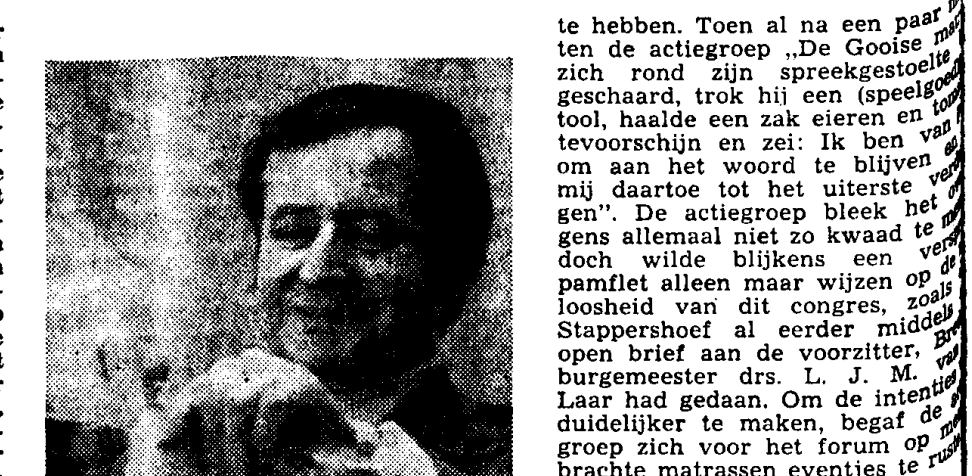 te hebben. Toen al na een paar
ten de actiegroep „De Gooise
zich rond zijn spreekgestoelte
geschaard, trok hij een (speelgoed
tool, haalde een zak eieren en
tevoorschijn en zei: Ik ben van
om aan het woord te blijven en
mij daartoe tot het uiterste
gen”. De actiegroep bleek het
gens allemaal niet zo kwaad te
doch wilde blijkens een
pamflet alleen maar wijzen op de
loosheid van dit congres, zoals
Stappershoef al eerder middels
open brief aan de voorzitter,
burgemeester drs. L. J. M. van
Laar had gedaan. Om de intenties
duidelijker te maken, begaf de
groep zich voor het forum op
brachte matrassen eventjes te